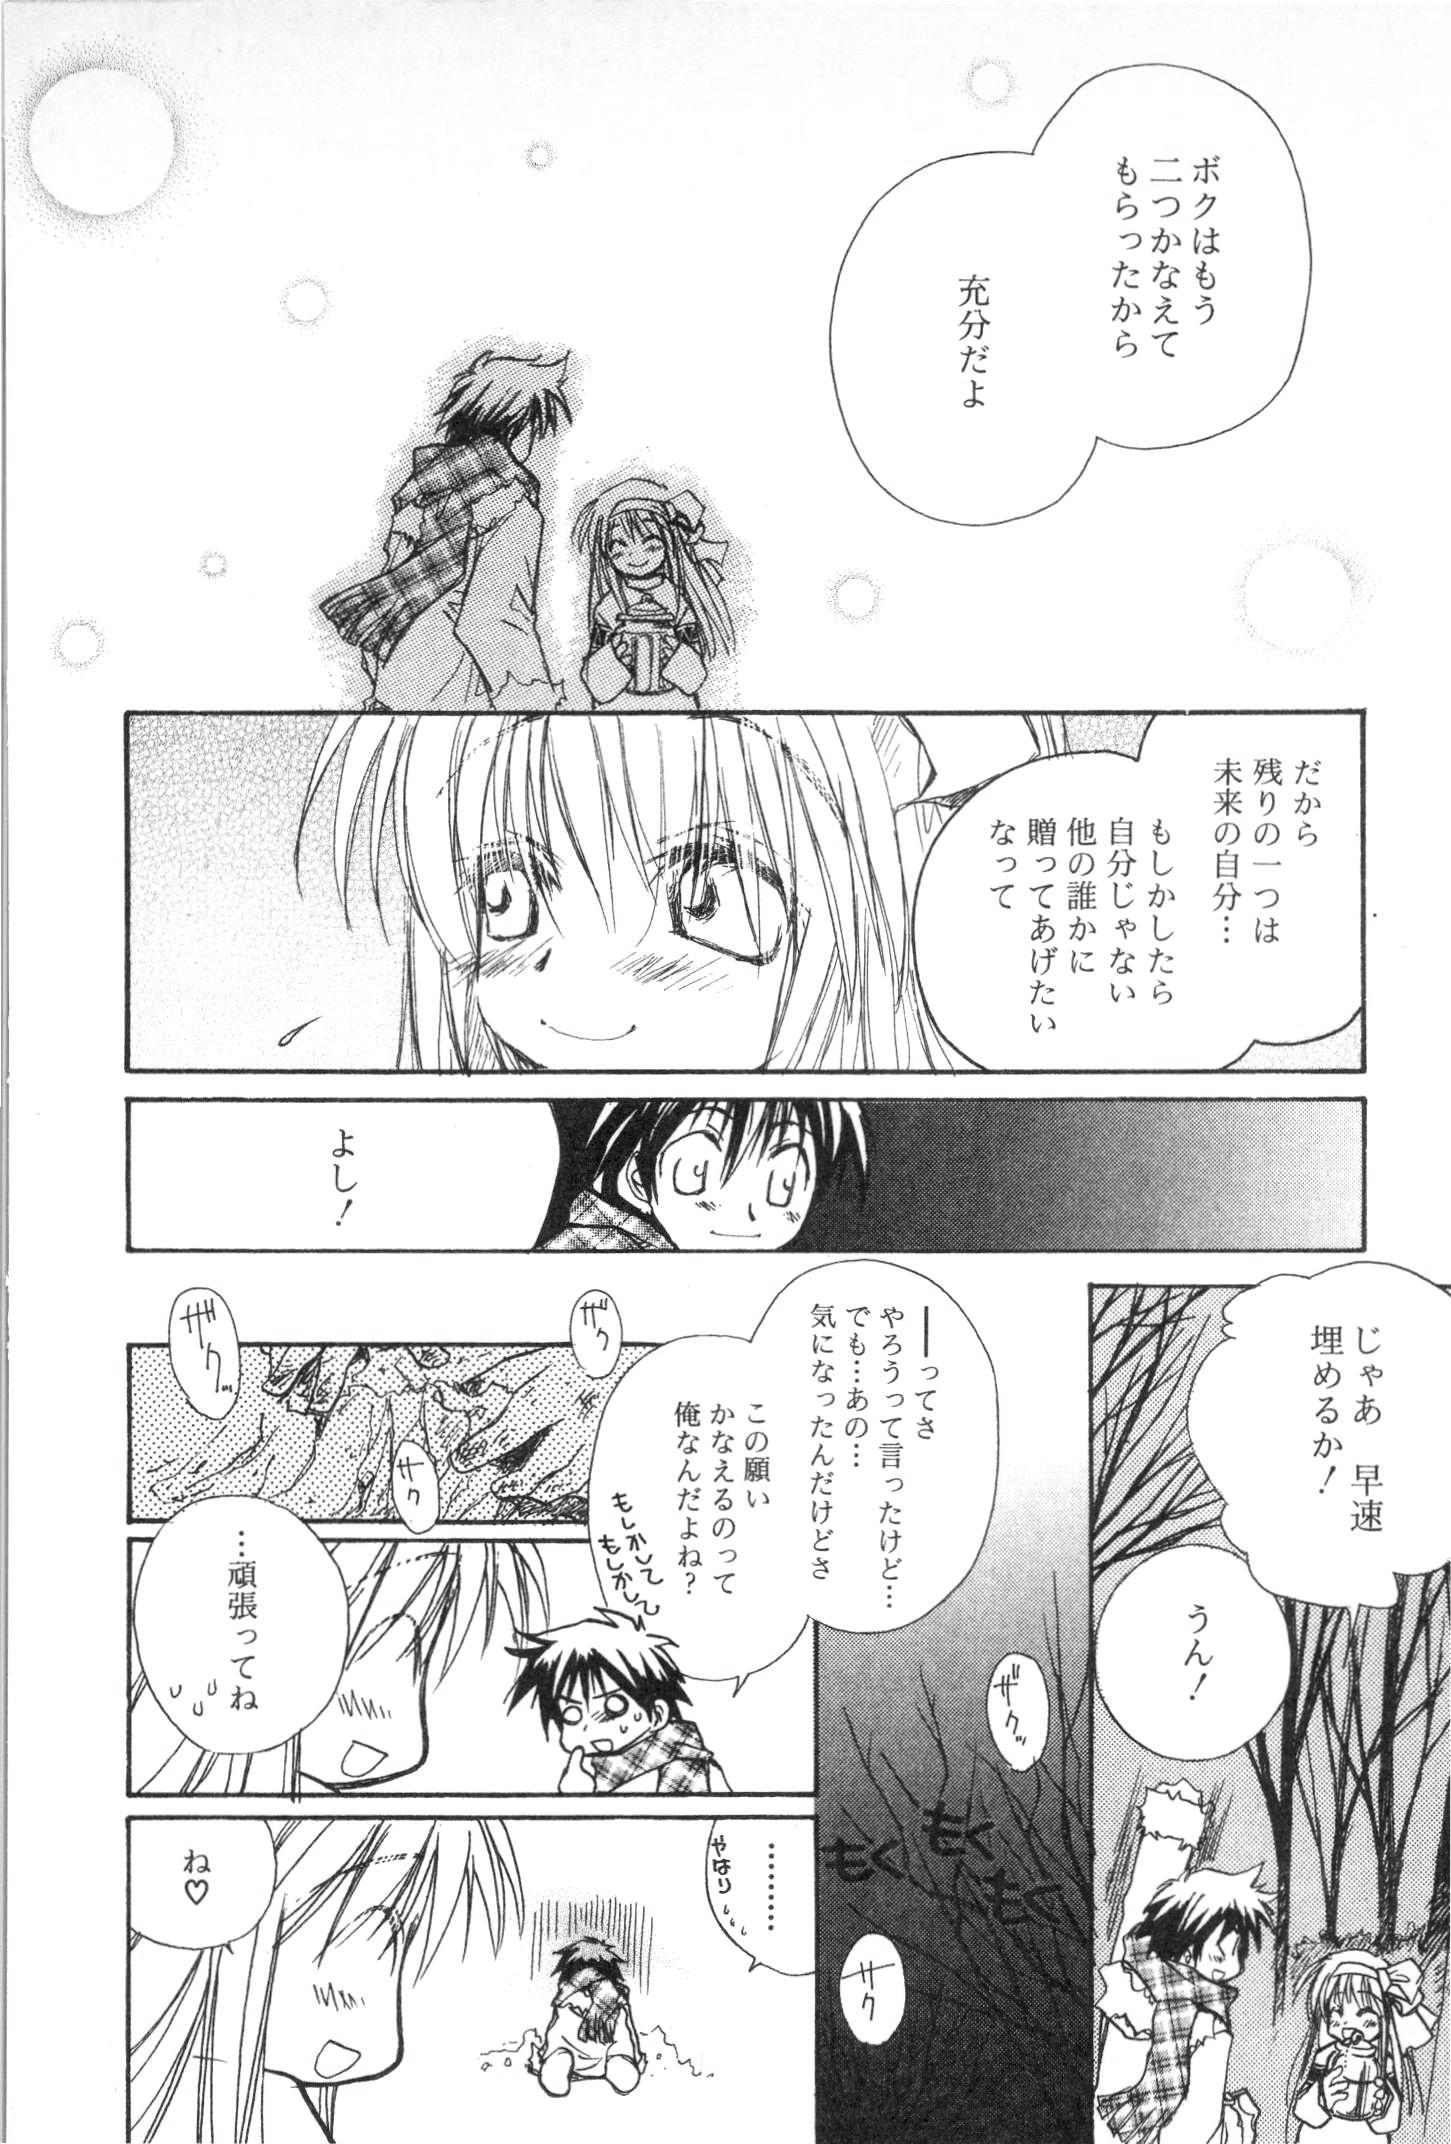 ボクはもう
二つかなえて
もらったから
充分だよ
だから
残りの一つは
未来の自分…
もしかしたら
自分じゃない
他の誰かに
贈ってあげたい
なって
よし！
じゃあ 早速
埋めるか！
うん！
ザク
もく
もく
もく
サク
━━ってさ
やろうって言ったけど…
でも…あの…
気になったんだけどさ
この願い
かなえるのって
俺なんだよね？
もしかして
もしかして
ザク
サク
ザク
…頑張ってね
………
やはり
ね♡